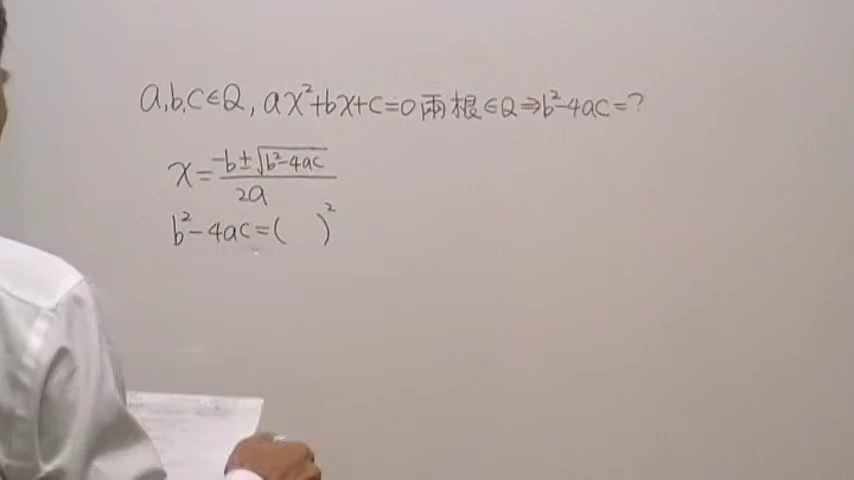 a,b,c∈Q, ax²+bx+c=0兩根∈Q⇒b²-4ac=?
x=(-b±√(b²-4ac))/2a
b²-4ac=( )²